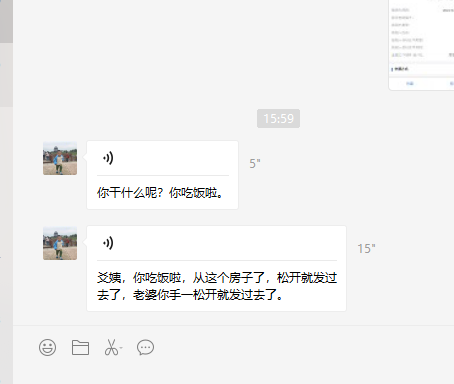 15:59
5"
你干什么呢？你吃饭啦。
15"
爻姨，你吃饭啦，从这个房子了，松开就发过
去了，老婆你手一松开就发过去了。